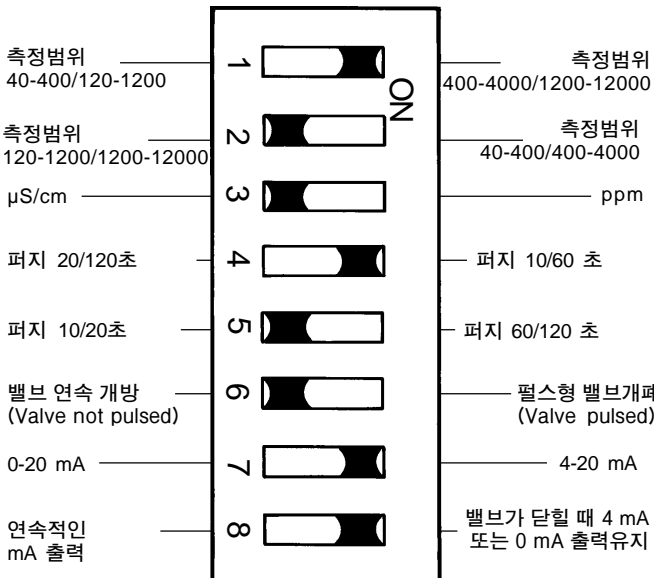 측정범위
40-400/120-1200
1
측정범위
400-4000/1200-12000
ON
측정범위
120-1200/1200-12000
2
측정범위
40-400/400-4000
µS/cm
3
ppm
퍼지 20/120초
4
퍼지 10/60 초
퍼지 10/20초
5
퍼지 60/120 초
밸브 연속 개방
(Valve not pulsed)
6
펄스형 밸브개폐
(Valve pulsed)
0-20 mA
7
4-20 mA
연속적인
mA 출력
8
밸브가 닫힐 때 4 mA
또는 0 mA 출력유지